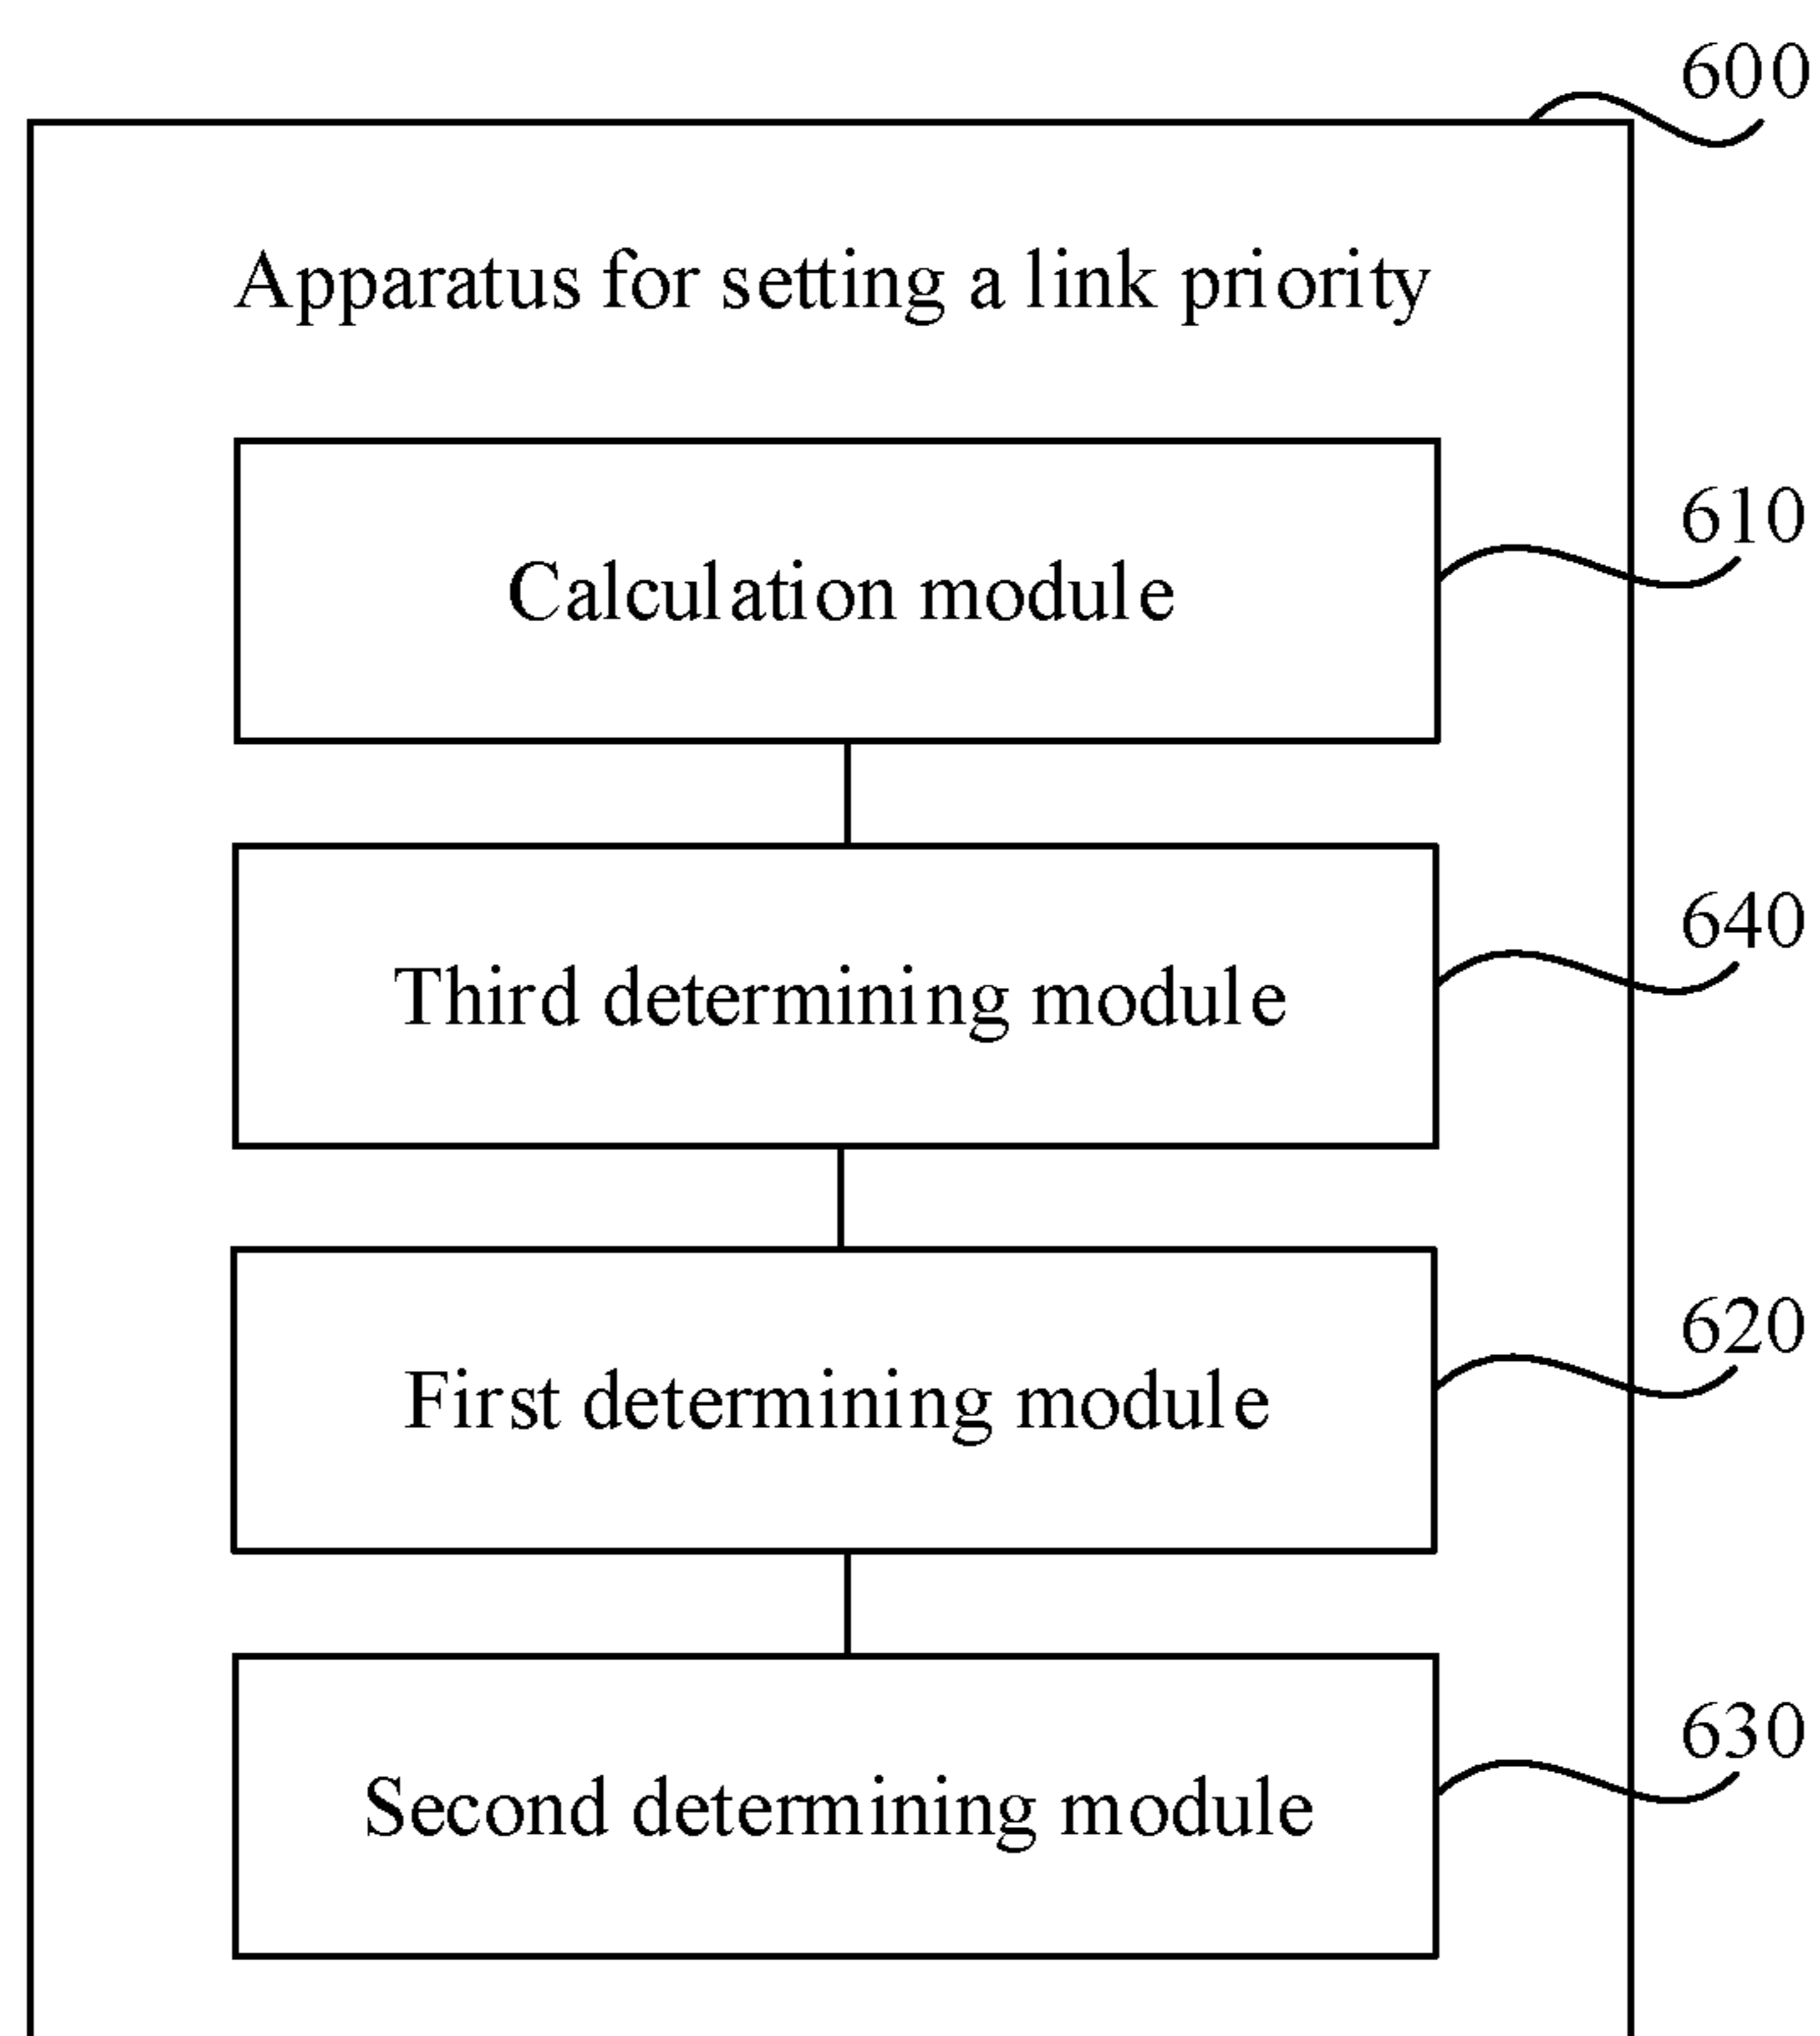 600
Apparatus for setting a link priority
610
Calculation module
640
Third determining module
620
First determining module
630
Second determining module